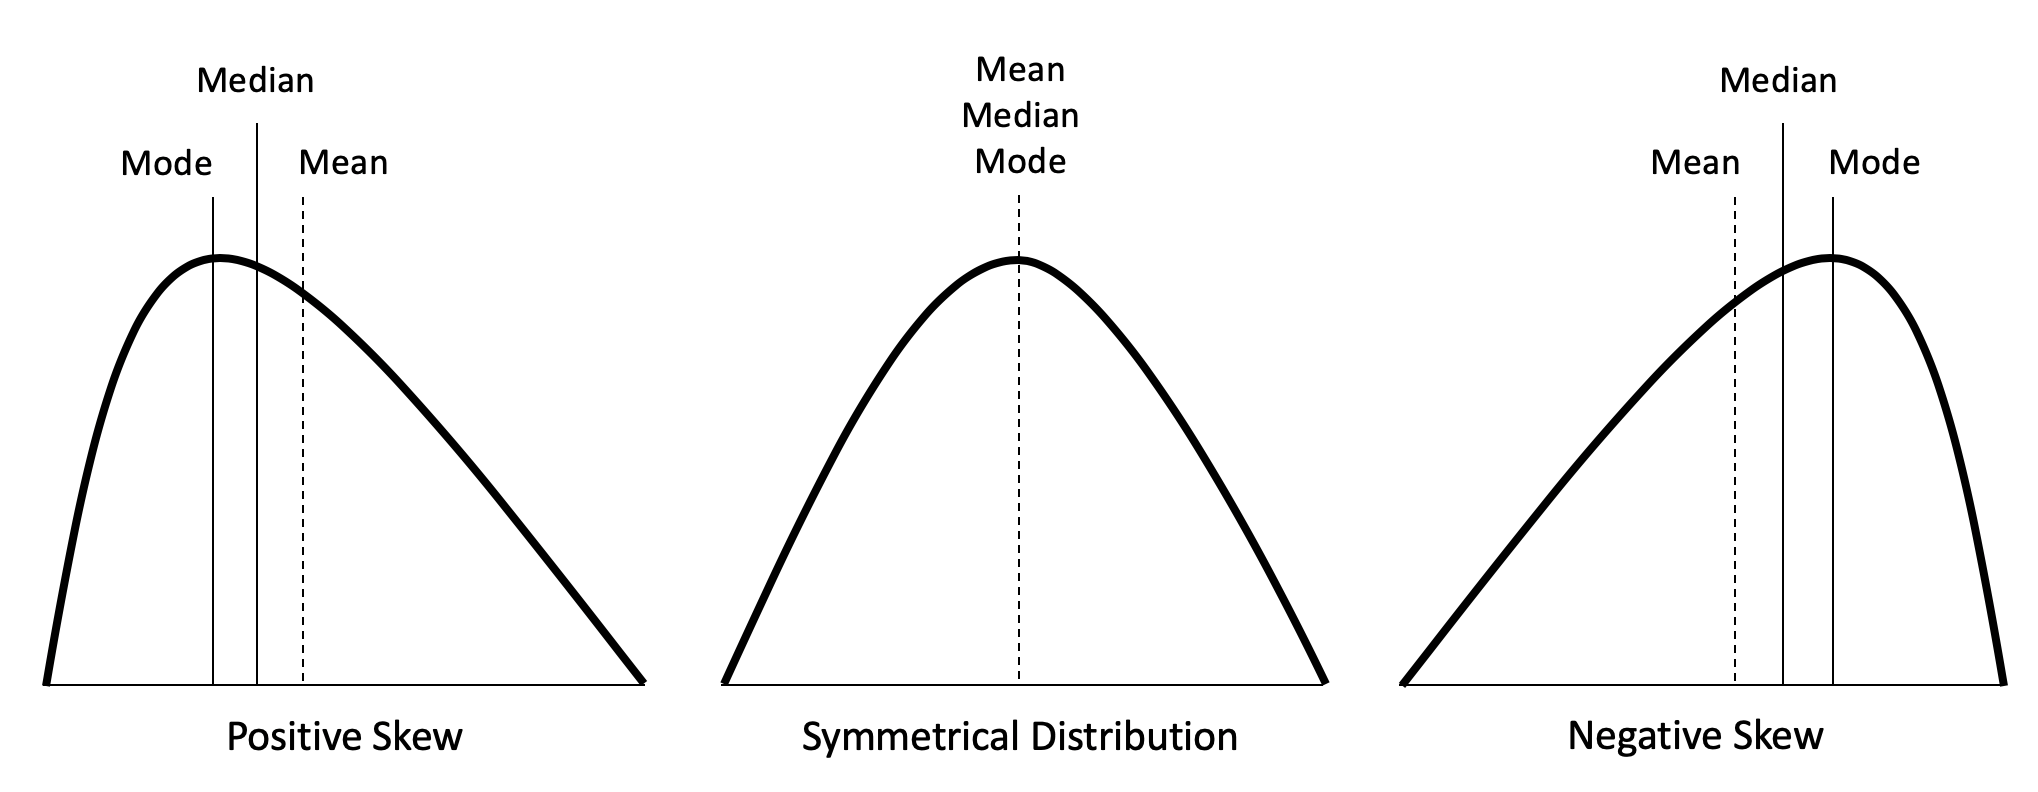 Median
Mode
Mean
Positive Skew
Mean
Median
Mode
Symmetrical Distribution
Median
Mean
Mode
Negative Skew